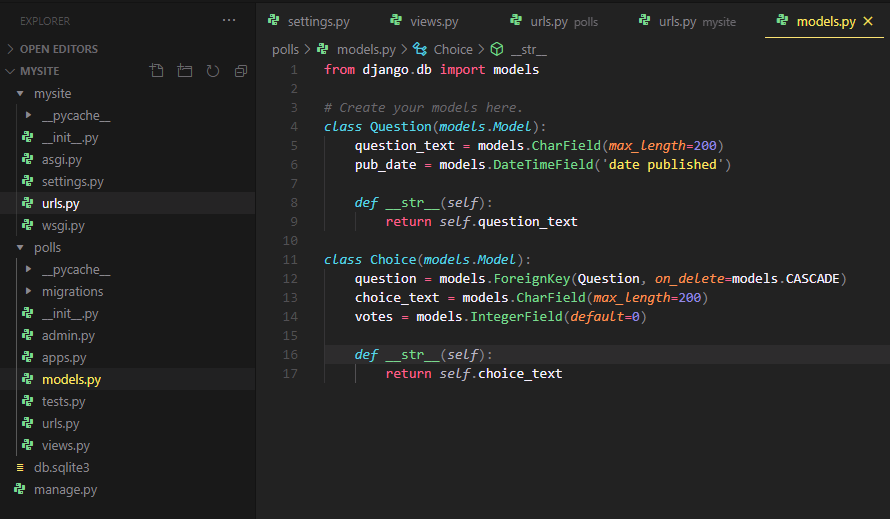 EXPLORER ...
OPEN EDITORS
MYSITE
mysite
__pycache__
__init__.py
asgi.py
settings.py
urls.py
wsgi.py
polls
__pycache__
migrations
__init__.py
admin.py
apps.py
models.py
tests.py
urls.py
views.py
db.sqlite3
manage.py
settings.py views.py urls.py polls urls.py mysite models.py
polls > models.py > Choice > __str__
1 from django.db import models
2
3 # Create your models here.
4 class Question(models.Model):
5     question_text = models.CharField(max_length=200)
6     pub_date = models.DateTimeField('date published')
7
8     def __str__(self):
9         return self.question_text
10
11 class Choice(models.Model):
12     question = models.ForeignKey(Question, on_delete=models.CASCADE)
13     choice_text = models.CharField(max_length=200)
14     votes = models.IntegerField(default=0)
15
16     def __str__(self):
17         return self.choice_text